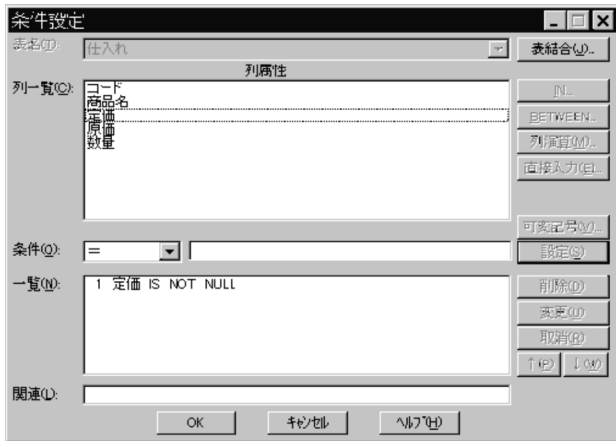 条件設定
表名(T): 仕入れ 表結合(J)..
列属性
列一覧(C): コード
商品名
定価
原価
数量
IN...
BETWEEN...
列演算(M)..
直接入力(E)..
可変記号(V)..
条件(O): = 設定(S)
一覧(N): 1 定価 IS NOT NULL
削除(D)
変更(U)
取消(R)
↑(P) ↓(W)
関連(L):
OK キャンセル ヘルプ(H)